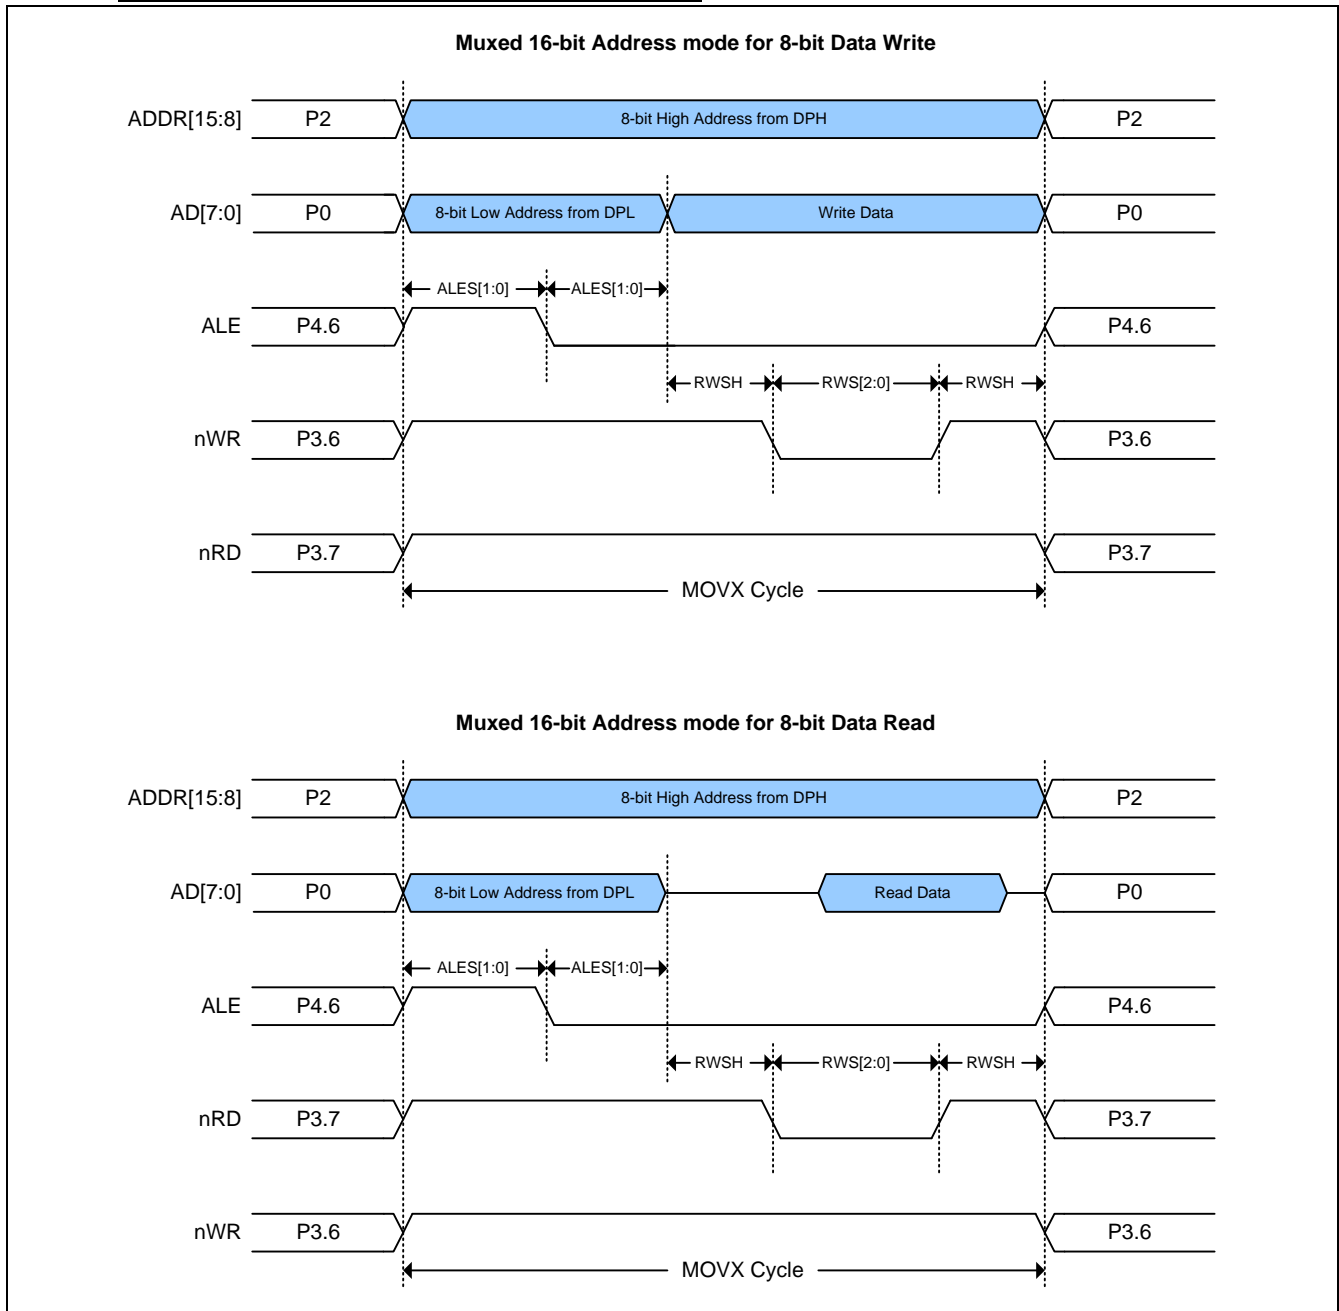 Muxed 16-bit Address mode for 8-bit Data Write
ADDR[15:8] P2 8-bit High Address from DPH P2
AD[7:0] P0 8-bit Low Address from DPL Write Data P0
ALES[1:0] ALES[1:0]
ALE P4.6 P4.6
RWSH RWS[2:0] RWSH
nWR P3.6 P3.6
nRD P3.7 P3.7
MOVX Cycle
Muxed 16-bit Address mode for 8-bit Data Read
ADDR[15:8] P2 8-bit High Address from DPH P2
AD[7:0] P0 8-bit Low Address from DPL Read Data P0
ALES[1:0] ALES[1:0]
ALE P4.6 P4.6
RWSH RWS[2:0] RWSH
nRD P3.7 P3.7
nWR P3.6 P3.6
MOVX Cycle